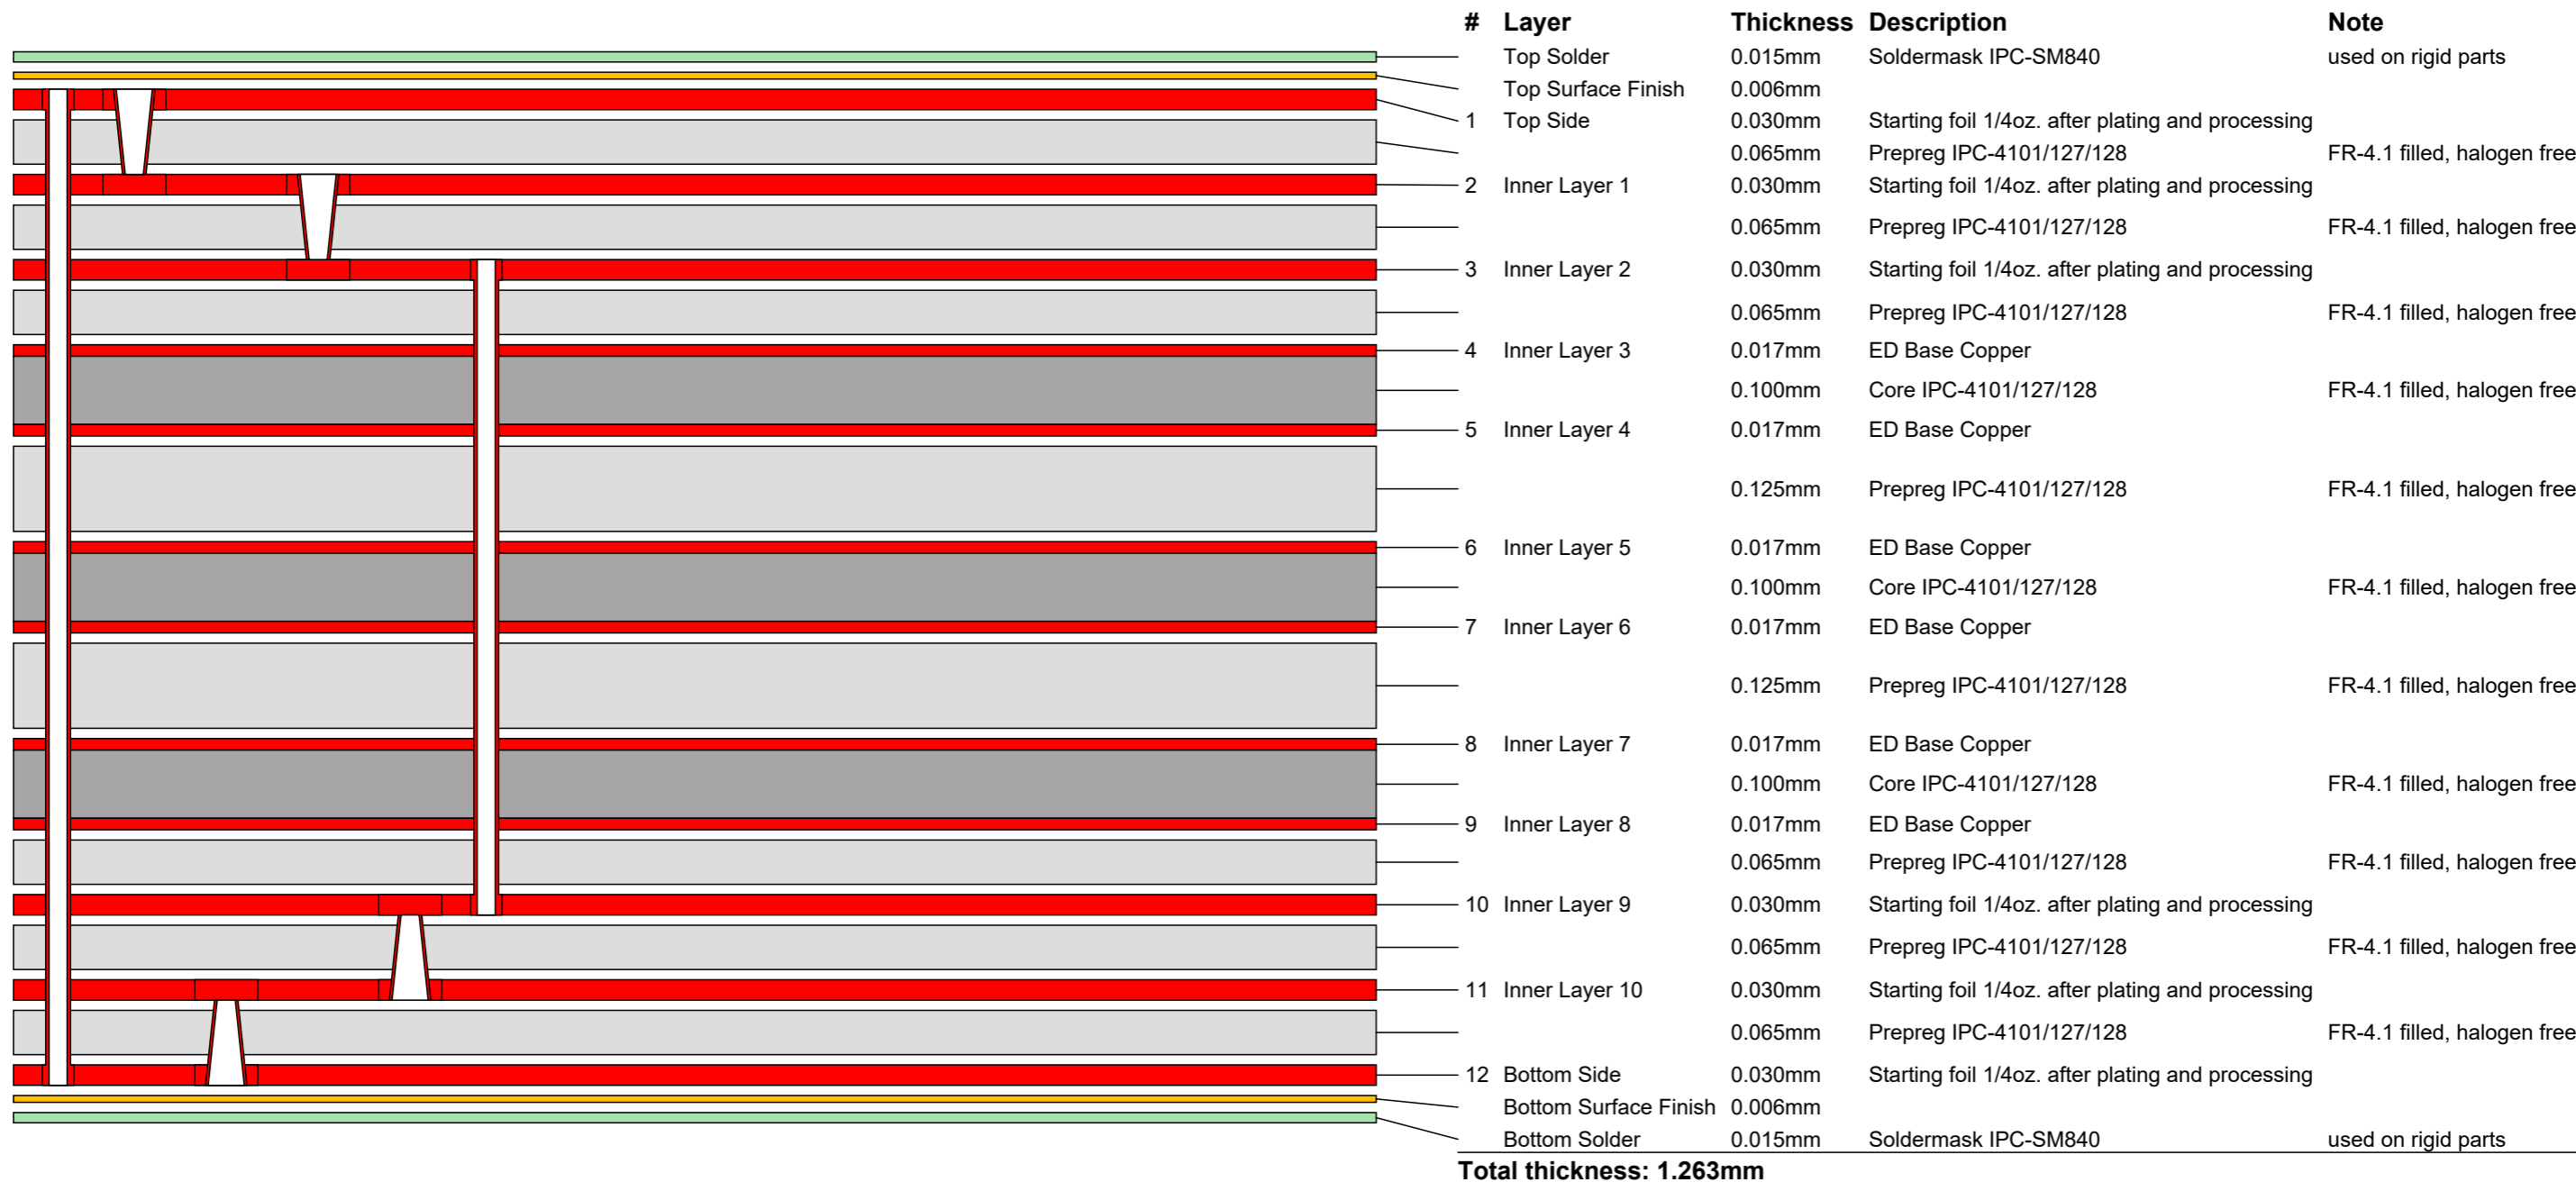 # Layer Thickness Description Note
Top Solder 0.015mm Soldermask IPC-SM840 used on rigid parts
Top Surface Finish 0.006mm
1 Top Side 0.030mm Starting foil 1/4oz. after plating and processing
0.065mm Prepreg IPC-4101/127/128 FR-4.1 filled, halogen free
2 Inner Layer 1 0.030mm Starting foil 1/4oz. after plating and processing
0.065mm Prepreg IPC-4101/127/128 FR-4.1 filled, halogen free
3 Inner Layer 2 0.030mm Starting foil 1/4oz. after plating and processing
0.065mm Prepreg IPC-4101/127/128 FR-4.1 filled, halogen free
4 Inner Layer 3 0.017mm ED Base Copper
0.100mm Core IPC-4101/127/128 FR-4.1 filled, halogen free
5 Inner Layer 4 0.017mm ED Base Copper
0.125mm Prepreg IPC-4101/127/128 FR-4.1 filled, halogen free
6 Inner Layer 5 0.017mm ED Base Copper
0.100mm Core IPC-4101/127/128 FR-4.1 filled, halogen free
7 Inner Layer 6 0.017mm ED Base Copper
0.125mm Prepreg IPC-4101/127/128 FR-4.1 filled, halogen free
8 Inner Layer 7 0.017mm ED Base Copper
0.100mm Core IPC-4101/127/128 FR-4.1 filled, halogen free
9 Inner Layer 8 0.017mm ED Base Copper
0.065mm Prepreg IPC-4101/127/128 FR-4.1 filled, halogen free
10 Inner Layer 9 0.030mm Starting foil 1/4oz. after plating and processing
0.065mm Prepreg IPC-4101/127/128 FR-4.1 filled, halogen free
11 Inner Layer 10 0.030mm Starting foil 1/4oz. after plating and processing
0.065mm Prepreg IPC-4101/127/128 FR-4.1 filled, halogen free
12 Bottom Side 0.030mm Starting foil 1/4oz. after plating and processing
Bottom Surface Finish 0.006mm
Bottom Solder 0.015mm Soldermask IPC-SM840 used on rigid parts
Total thickness: 1.263mm